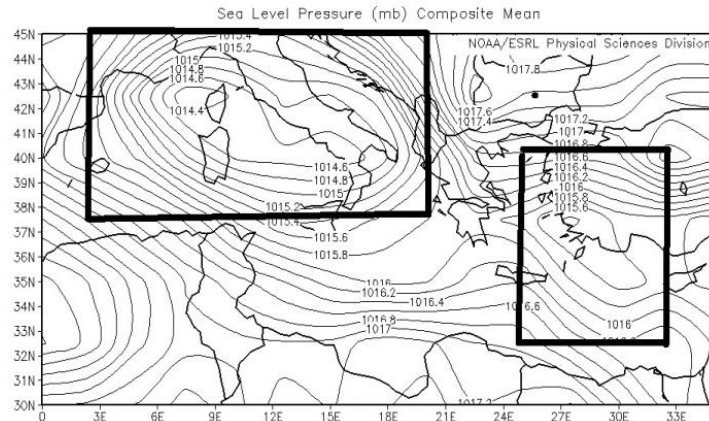 Sea Level Pressure (mb) Composite Mean
NOAA/ESRL Physical Sciences Division
45N
44N
43N
42N
41N
40N
39N
38N
37N
36N
35N
34N
33N
32N
31N
30N
1015.4
1015.2
1015
1014.8
1014.6
1014.4
1014.6
1014.8
1015
1015.2
1015.4
1015.6
1015.8
1016
1016.2
1016.4
1016.6
1016.8
1017
1017.2
1017.8
1017.6
1017.4
1017.2
1017
1016.8
1016.6
1016.4
1016.2
1016
1015.8
1015.6
1016
0
3E
6E
9E
12E
15E
18E
21E
24E
27E
30E
33E